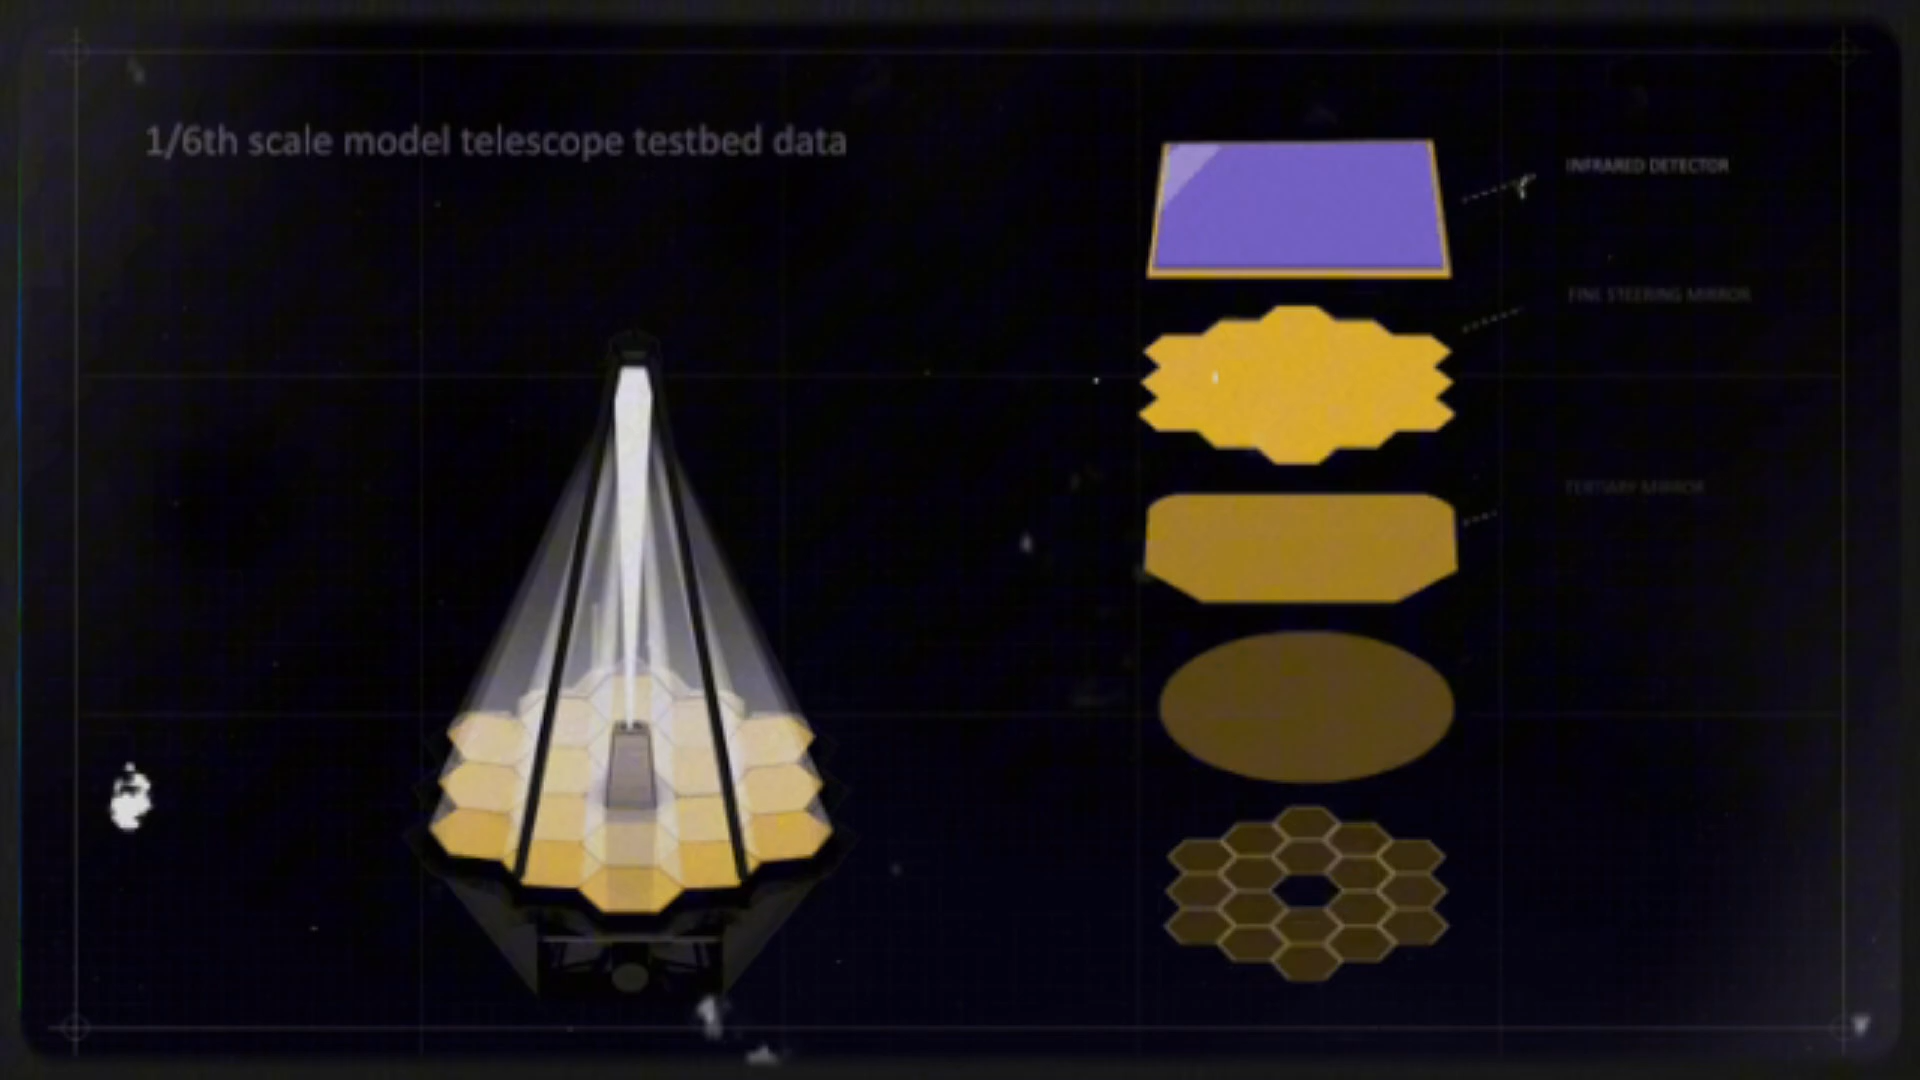 1/6th scale model telescope testbed data
INFRARED DETECTOR
FINE STEERING MIRROR
TERTIARY MIRROR